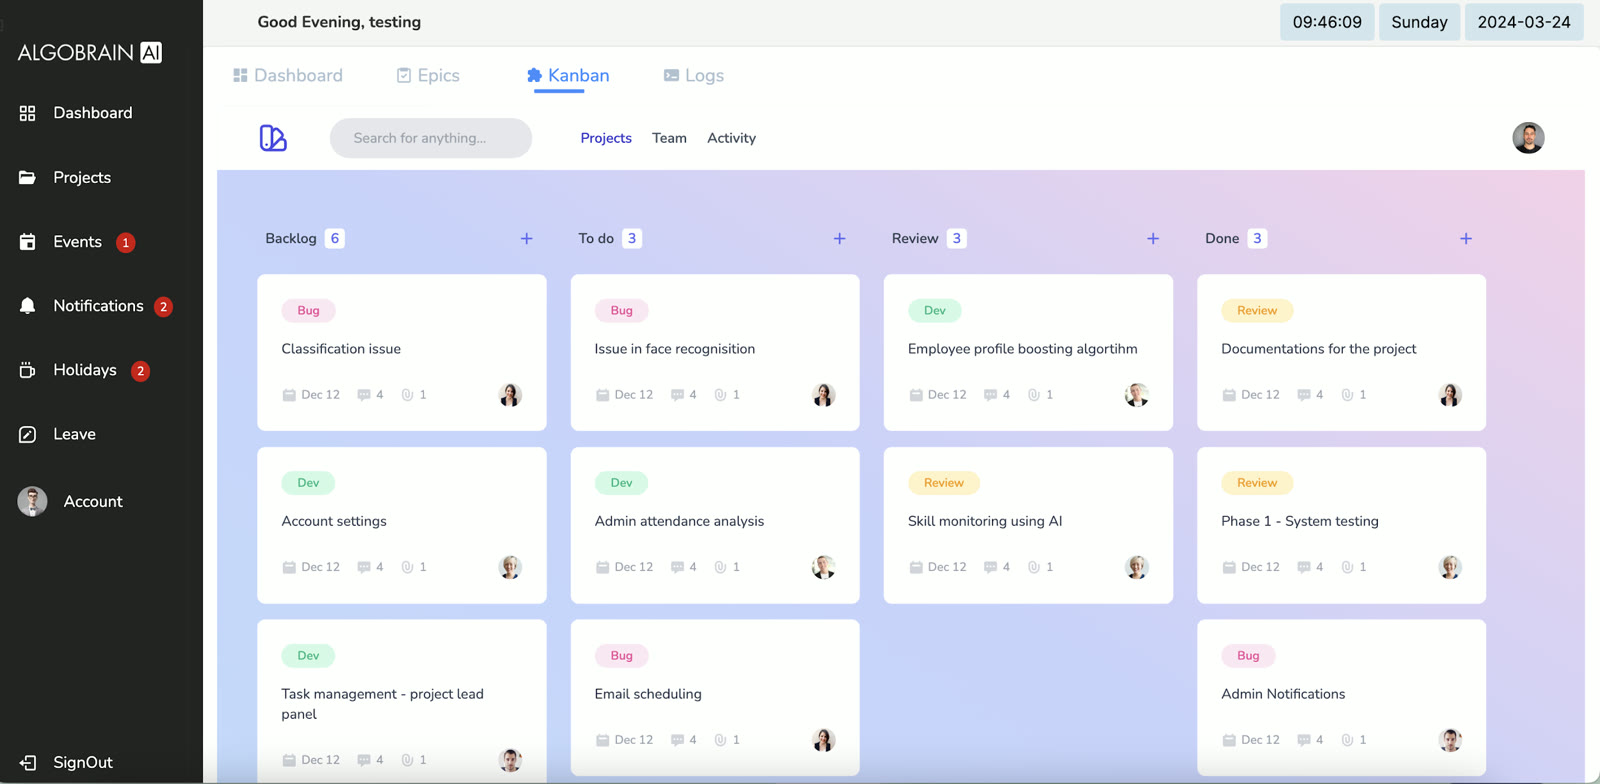 Good Evening, testing
09:46:09
Sunday
2024-03-24
ALGOBRAIN AI
Dashboard
Projects
Events 1
Notifications 2
Holidays 2
Leave
Account
SignOut
Dashboard
Epics
Kanban
Logs
Search for anything...
Projects
Team
Activity
Backlog 6
+
Bug
Classification issue
Dec 12 4 1
Dev
Account settings
Dec 12 4 1
Dev
Task management - project lead
panel
Dec 12 4 1
To do 3
+
Bug
Issue in face recognisition
Dec 12 4 1
Dev
Admin attendance analysis
Dec 12 4 1
Bug
Email scheduling
Dec 12 4 1
Review 3
+
Dev
Employee profile boosting algortihm
Dec 12 4 1
Review
Skill monitoring using AI
Dec 12 4 1
Done 3
+
Review
Documentations for the project
Dec 12 4 1
Review
Phase 1 - System testing
Dec 12 4 1
Bug
Admin Notifications
Dec 12 4 1